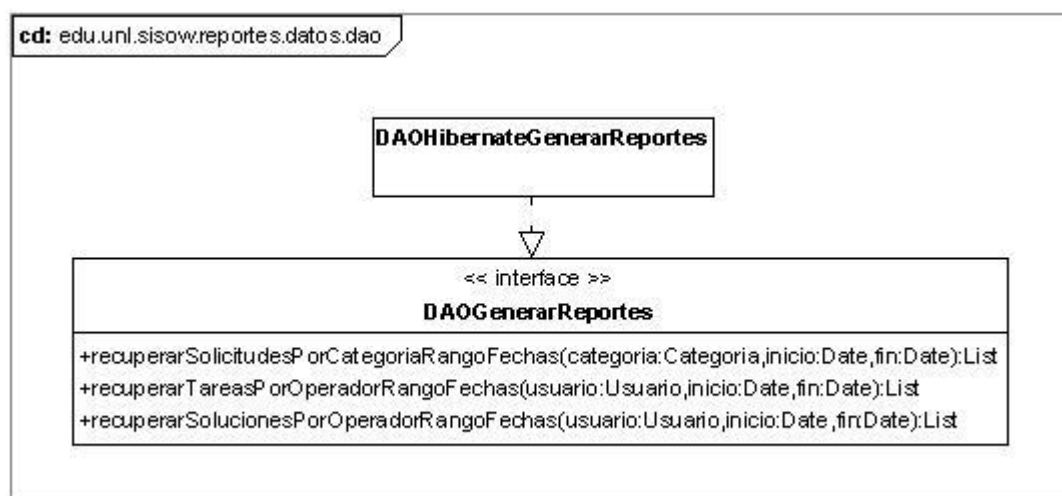 cd: edu.unl.sisow.reportes.datos.dao
DAOHibernateGenerarReportes
<< interface >>
DAOGenerarReportes
+recuperarSolicitudesPorCategoriaRangoFechas(categoria:Categoria,inicio:Date,fin:Date):List
+recuperarTareasPorOperadorRangoFechas(usuario:Usuario,inicio:Date,fin:Date):List
+recuperarSolucionesPorOperadorRangoFechas(usuario:Usuario,inicio:Date,fin:Date):List